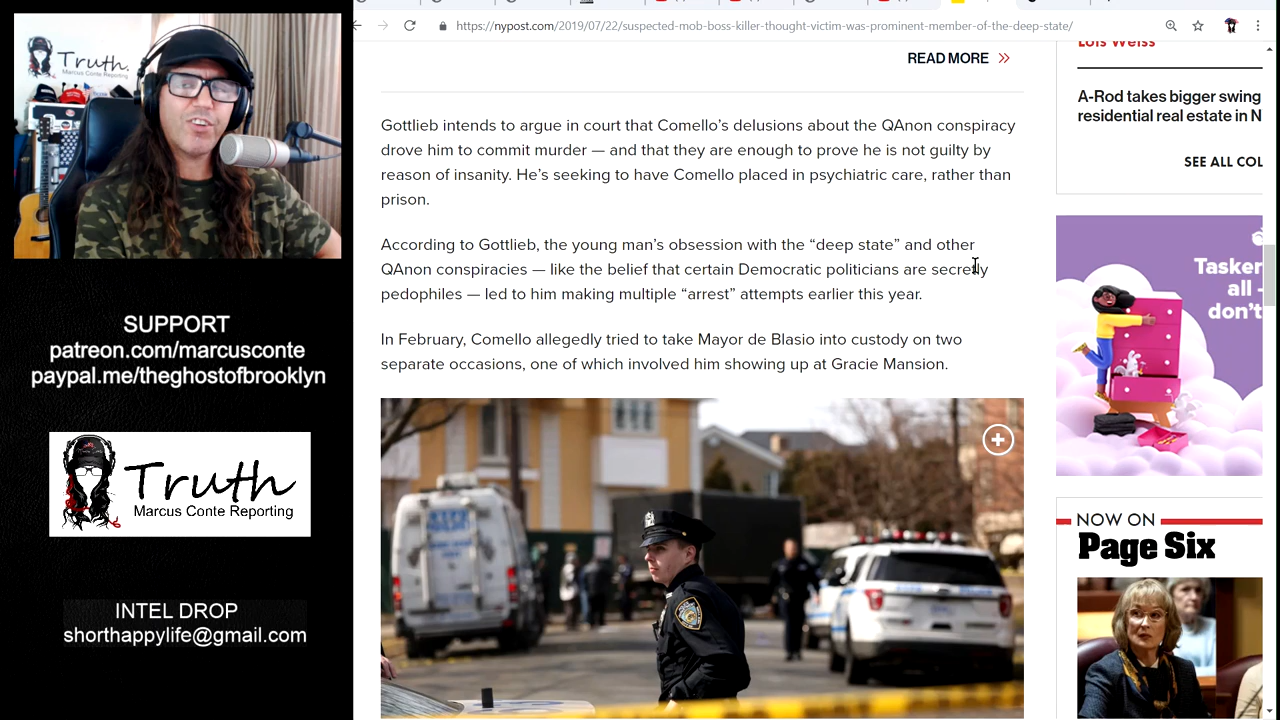 Truth.
Marcus Conte Reporting
SUPPORT
patreon.com/marcusconte
paypal.me/theghostofbrooklyn
Truth
Marcus Conte Reporting
INTEL DROP
shorthappylife@gmail.com
https://nypost.com/2019/07/22/suspected-mob-boss-killer-thought-victim-was-prominent-member-of-the-deep-state/
READ MORE
Gottlieb intends to argue in court that Comello’s delusions about the QAnon conspiracy
drove him to commit murder — and that they are enough to prove he is not guilty by
reason of insanity. He’s seeking to have Comello placed in psychiatric care, rather than
prison.
According to Gottlieb, the young man’s obsession with the “deep state” and other
QAnon conspiracies — like the belief that certain Democratic politicians are secretly
pedophiles — led to him making multiple “arrest” attempts earlier this year.
In February, Comello allegedly tried to take Mayor de Blasio into custody on two
separate occasions, one of which involved him showing up at Gracie Mansion.
Lois Weiss
A-Rod takes bigger swing
residential real estate in N
SEE ALL COL
Tasker
all -
don’t
NOW ON
Page Six